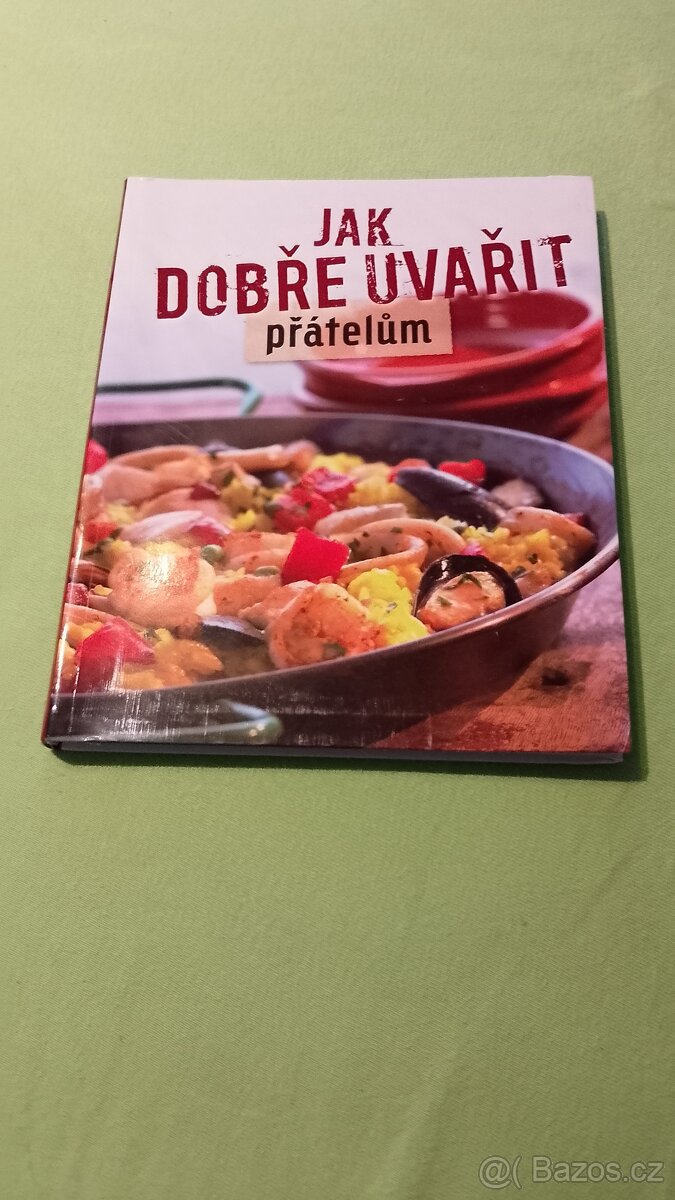 JAK
DOBŘE UVAŘIT
přátelům
@( Bazos.cz